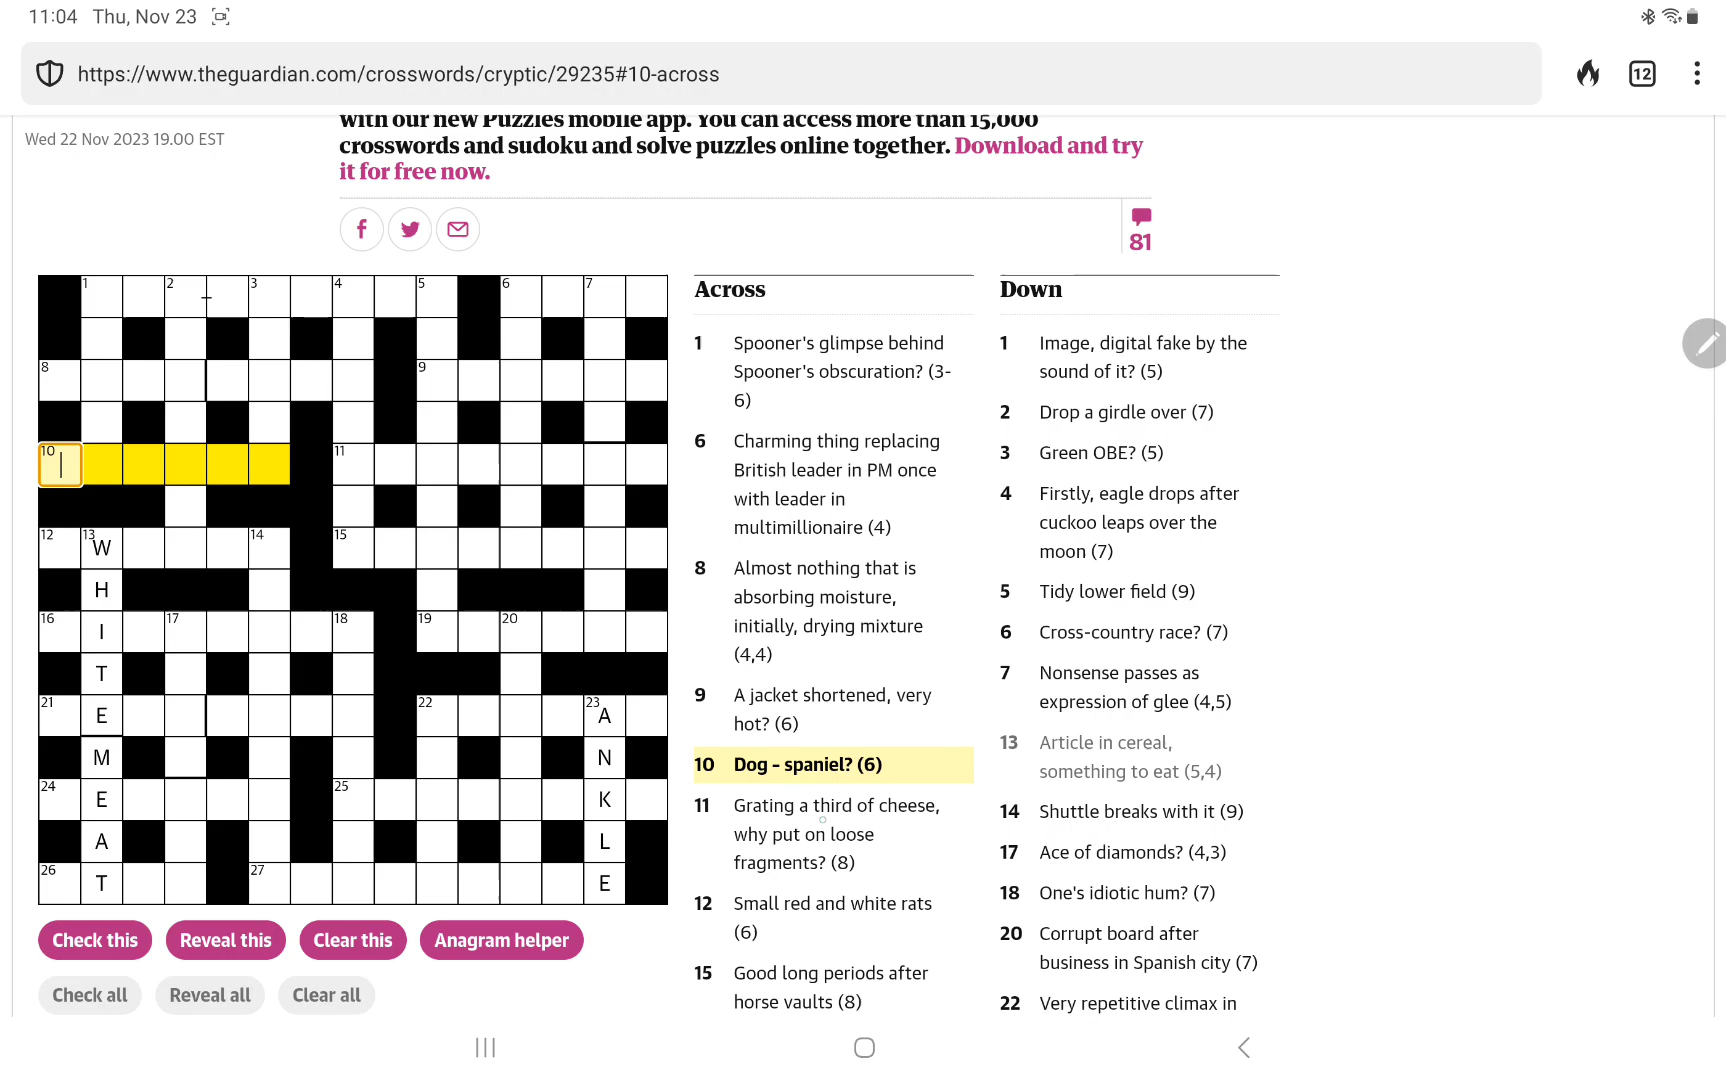 11:04 Thu, Nov 23
https://www.theguardian.com/crosswords/cryptic/29235#10-across
12
Wed 22 Nov 2023 19.00 EST
with our new Puzzles mobile app. You can access more than 15,000
crosswords and sudoku and solve puzzles online together. Download and try
it for free now.
81
1 2 3 4 5 6 7
–
8 9
10 11
12 13 W 14 15
H
16 I 17 18 19 20
T
21 E 22 23 A
M N
24 E 25 K
A L
26 T 27 E
Check this
Reveal this
Clear this
Anagram helper
Check all
Reveal all
Clear all
Across
1 Spooner's glimpse behind
Spooner's obscuration? (3-
6)
6 Charming thing replacing
British leader in PM once
with leader in
multimillionaire (4)
8 Almost nothing that is
absorbing moisture,
initially, drying mixture
(4,4)
9 A jacket shortened, very
hot? (6)
10 Dog - spaniel? (6)
11 Grating a third of cheese,
why put on loose
fragments? (8)
12 Small red and white rats
(6)
15 Good long periods after
horse vaults (8)
Down
1 Image, digital fake by the
sound of it? (5)
2 Drop a girdle over (7)
3 Green OBE? (5)
4 Firstly, eagle drops after
cuckoo leaps over the
moon (7)
5 Tidy lower field (9)
6 Cross-country race? (7)
7 Nonsense passes as
expression of glee (4,5)
13 Article in cereal,
something to eat (5,4)
14 Shuttle breaks with it (9)
17 Ace of diamonds? (4,3)
18 One's idiotic hum? (7)
20 Corrupt board after
business in Spanish city (7)
22 Very repetitive climax in